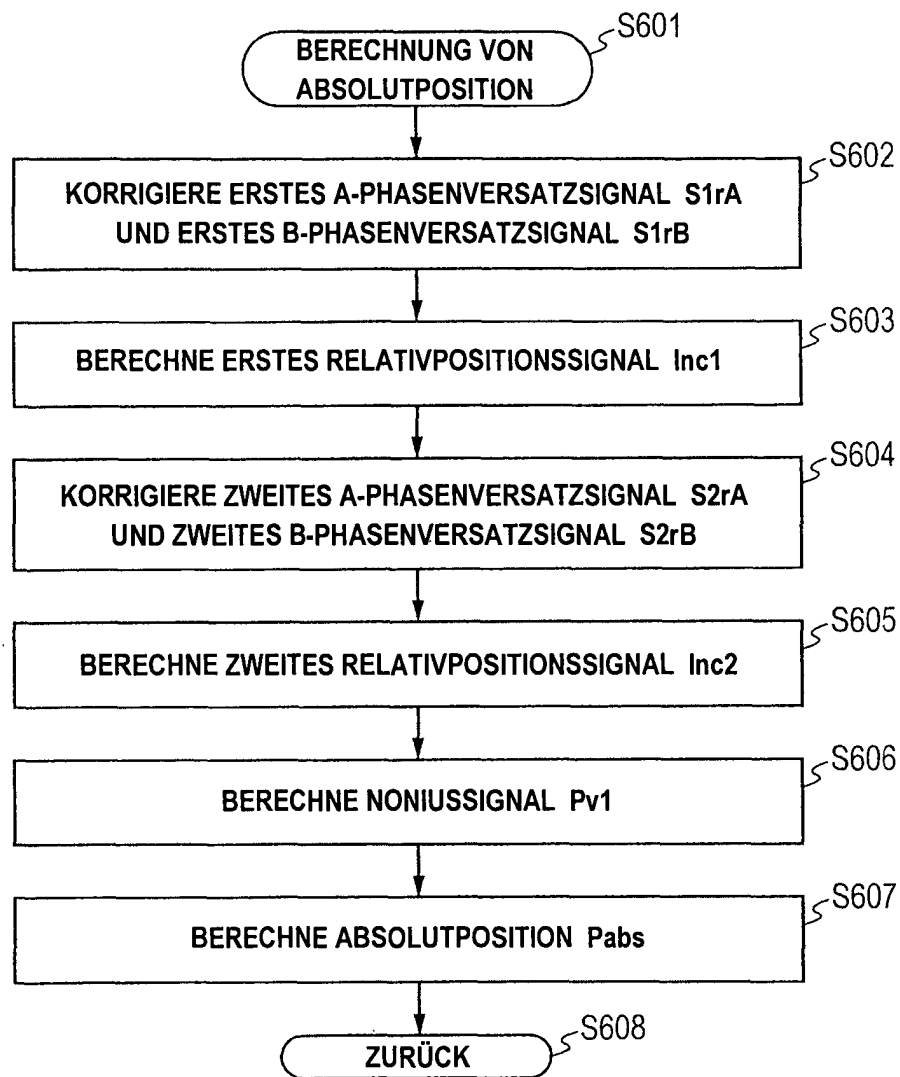 S601
BERECHNUNG VON
ABSOLUTPOSITION
S602
KORRIGIERE ERSTES A-PHASENVERSATZSIGNAL S1rA
UND ERSTES B-PHASENVERSATZSIGNAL S1rB
S603
BERECHNE ERSTES RELATIVPOSITIONSSIGNAL Inc1
S604
KORRIGIERE ZWEITES A-PHASENVERSATZSIGNAL S2rA
UND ZWEITES B-PHASENVERSATZSIGNAL S2rB
S605
BERECHNE ZWEITES RELATIVPOSITIONSSIGNAL Inc2
S606
BERECHNE NONIUSSIGNAL Pv1
S607
BERECHNE ABSOLUTPOSITION Pabs
S608
ZURÜCK